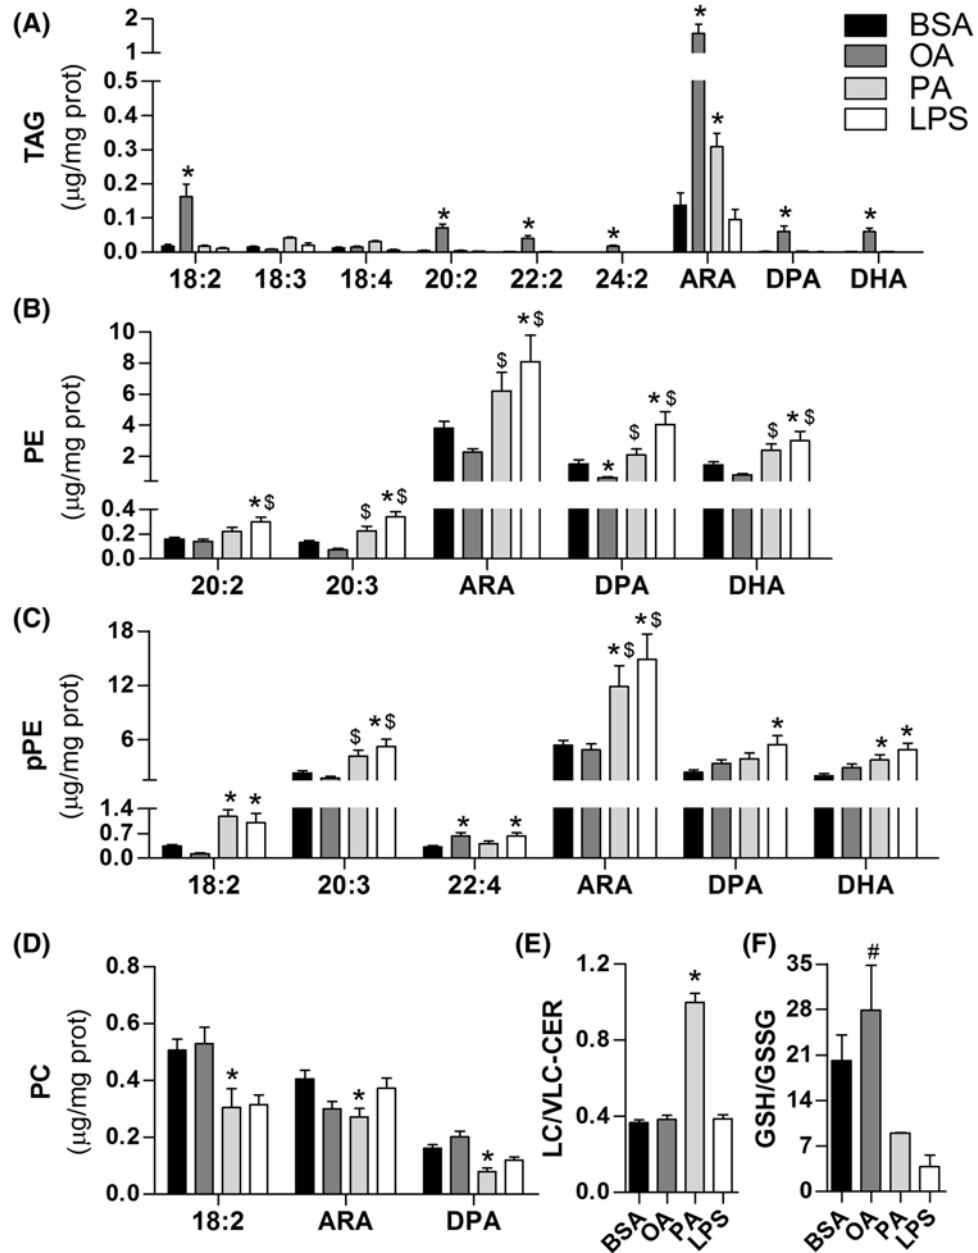 (A)
TAG
(μg/mg prot)
2
1
0.5
0.4
0.3
0.2
0.1
0.0
* * * * * * * *
18:2 18:3 18:4 20:2 22:2 24:2 ARA DPA DHA
BSA
OA
PA
LPS
(B)
PE
(μg/mg prot)
10
8
6
4
2
0.4
0.2
0.0
*$ $ *$ $ *$ * $ *$ $ *$
20:2 20:3 ARA DPA DHA
(C)
pPE
(μg/mg prot)
18
12
6
1.4
0.7
0.0
* * $ *$ * * *$ *$ * * *
18:2 20:3 22:4 ARA DPA DHA
(D)
PC
(μg/mg prot)
0.8
0.6
0.4
0.2
0.0
* * *
18:2 ARA DPA
(E)
LC/VLC-CER
1.2
0.8
0.4
0.0
*
BSA OA PA LPS
(F)
GSH/GSSG
35
28
21
14
7
0
#
BSA OA PA LPS